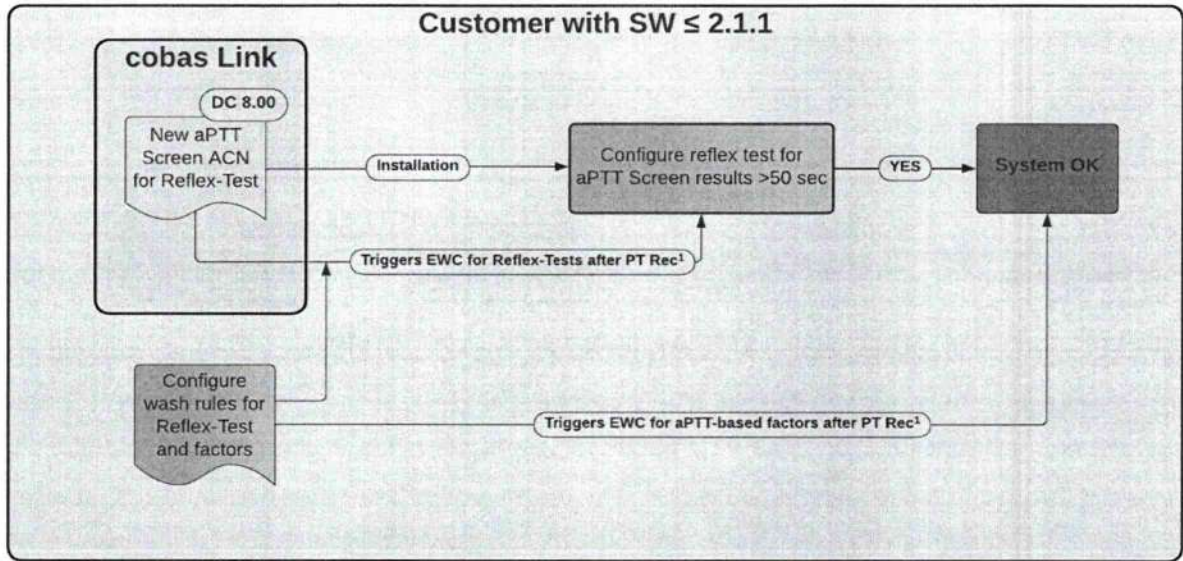 Customer with SW ≤ 2.1.1
cobas Link
DC 8.00
New aPTT
Screen ACN
for Reflex-Test
Installation
Configure reflex test for
aPTT Screen results >50 sec
YES
System OK
Triggers EWC for Reflex-Tests after PT Rec¹
Configure
wash rules for
Reflex-Test
and factors
Triggers EWC for aPTT-based factors after PT Rec¹